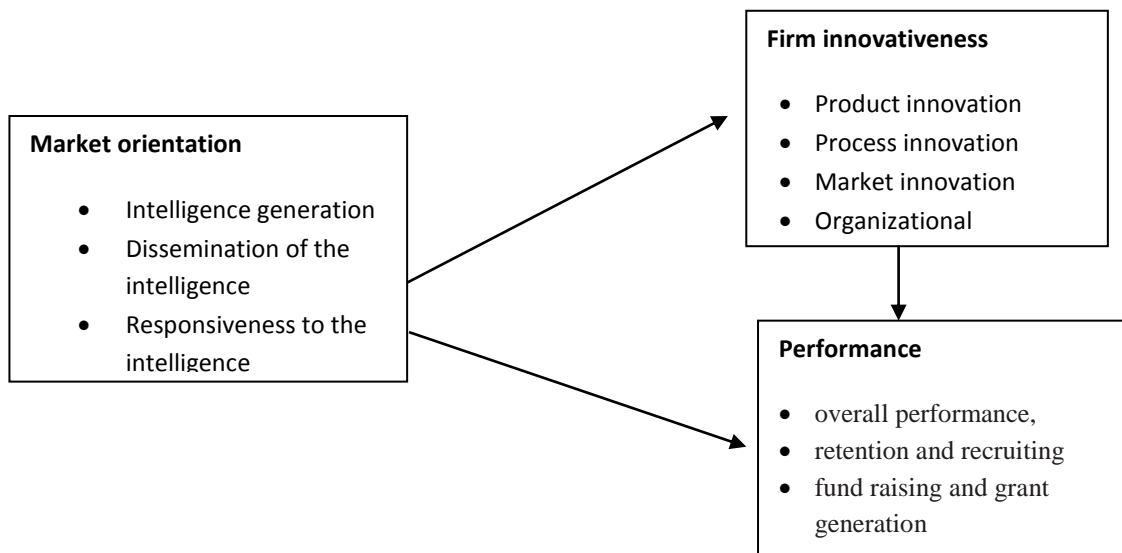 Market orientation
• Intelligence generation
• Dissemination of the
intelligence
• Responsiveness to the
intelligence
Firm innovativeness
• Product innovation
• Process innovation
• Market innovation
• Organizational
Performance
• overall performance,
• retention and recruiting
• fund raising and grant
generation